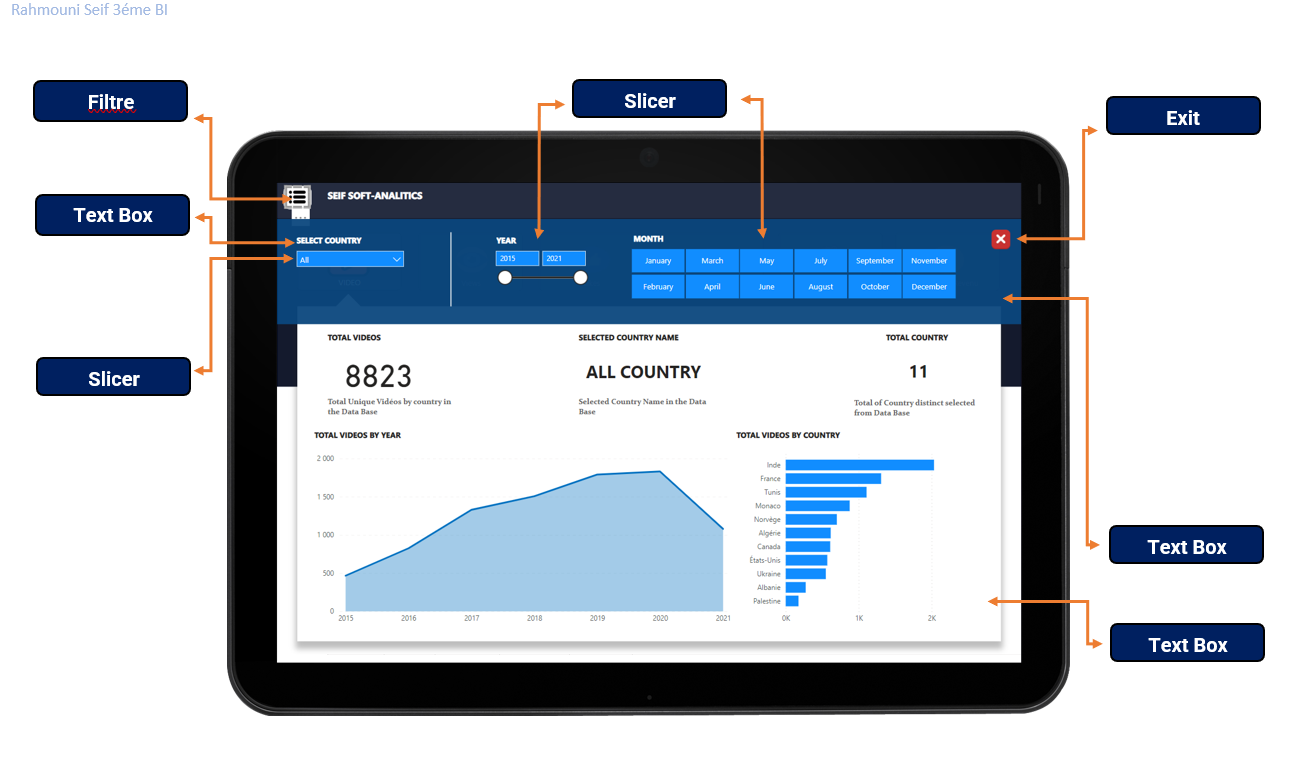 Rahmouni Seif 3éme BI
Filtre
Slicer
Exit
Text Box
Slicer
SEIF SOFT-ANALITICS
SELECT COUNTRY
All
YEAR
2015 2021
MONTH
January March May July September November
February April June August October December
TOTAL VIDEOS
8823
Total Unique Vidéos by country in
the Data Base
SELECTED COUNTRY NAME
ALL COUNTRY
Selected Country Name in the Data
Base
TOTAL COUNTRY
11
Total of Country distinct selected
from Data Base
TOTAL VIDEOS BY YEAR
2 000
1 500
1 000
500
0
2015 2016 2017 2018 2019 2020 2021
TOTAL VIDEOS BY COUNTRY
Inde
France
Tunis
Monaco
Norvège
Algérie
Canada
États-Unis
Ukraine
Albanie
Palestine
0K 1K 2K
Text Box
Text Box